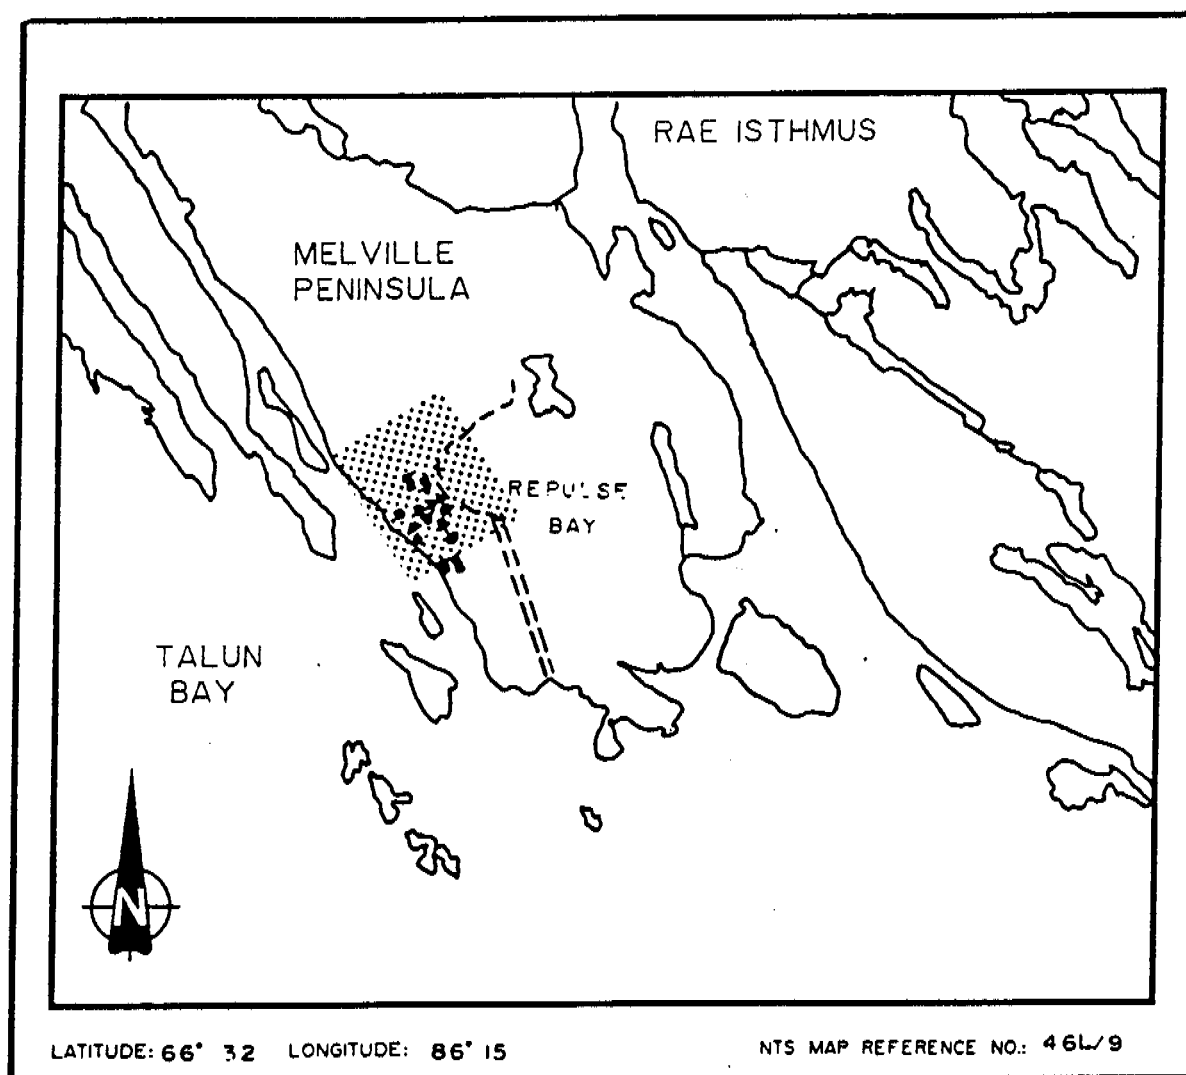 RAE ISTHMUS
MELVILLE
PENINSULA
REPULSE
BAY
TALUN
BAY
N
LATITUDE: 66° 32 LONGITUDE: 86° 15 NTS MAP REFERENCE NO.: 46L/9